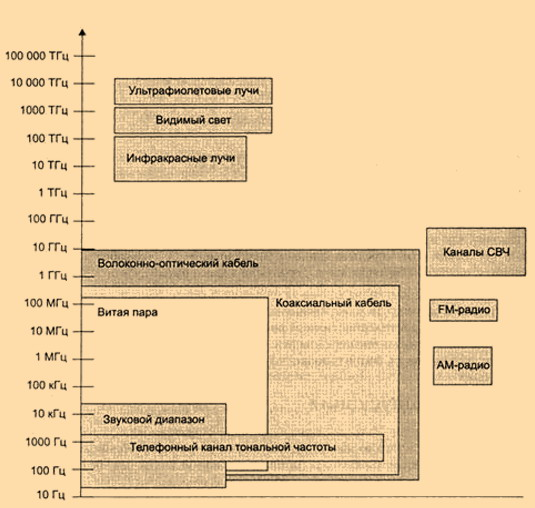 100 000 ТГц
10 000 ТГц
Ультрафиолетовые лучи
1000 ТГц
Видимый свет
100 ТГц
Инфракрасные лучи
10 ТГц
1 ТГц
100 ГГц
10 ГГц
Каналы СВЧ
Волоконно-оптический кабель
1 ГГц
100 МГц
Витая пара
Коаксиальный кабель
FM-радио
10 МГц
1 МГц
АМ-радио
100 кГц
10 кГц
Звуковой диапазон
1000 Гц
Телефонный канал тональной частоты
100 Гц
10 Гц